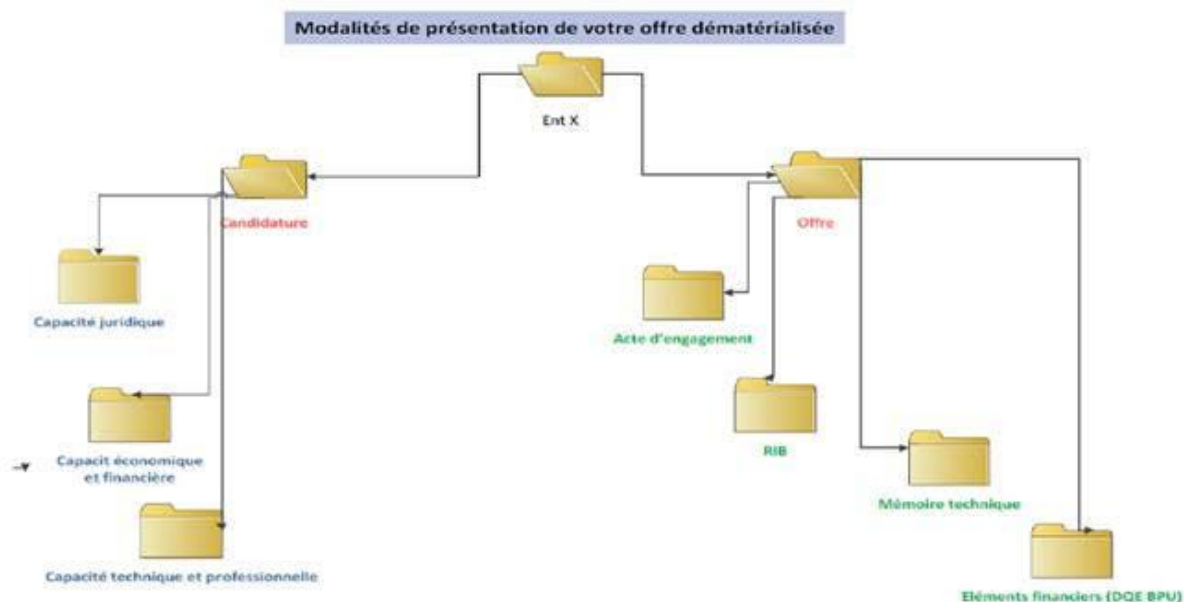 Modalités de présentation de votre offre dématérialisée
Ent X
Candidature
Offre
Capacité juridique
Acte d'engagement
RIB
Capacit économique
et financière
Mémoire technique
Capacité technique et professionnelle
Eléments financiers (DQE BPU)